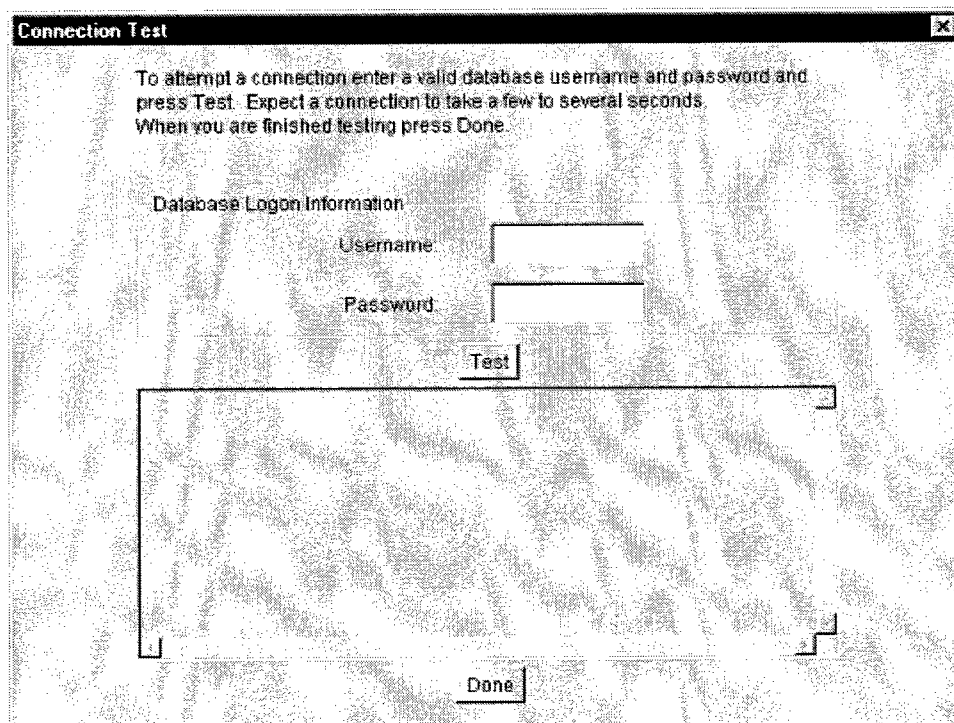 Connection Test
To attempt a connection enter a valid database username and password and
press Test. Expect a connection to take a few to several seconds.
When you are finished testing press Done.
Database Logon Information
Username:
Password:
Test
Done